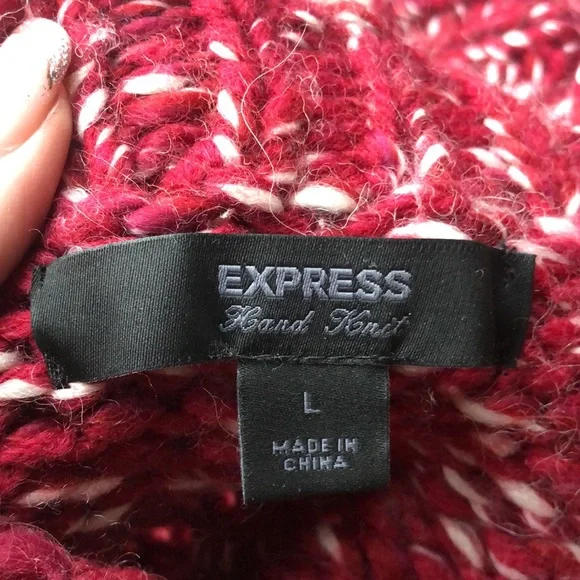 EXPRESS
Hand Knit
L
MADE IN
CHINA